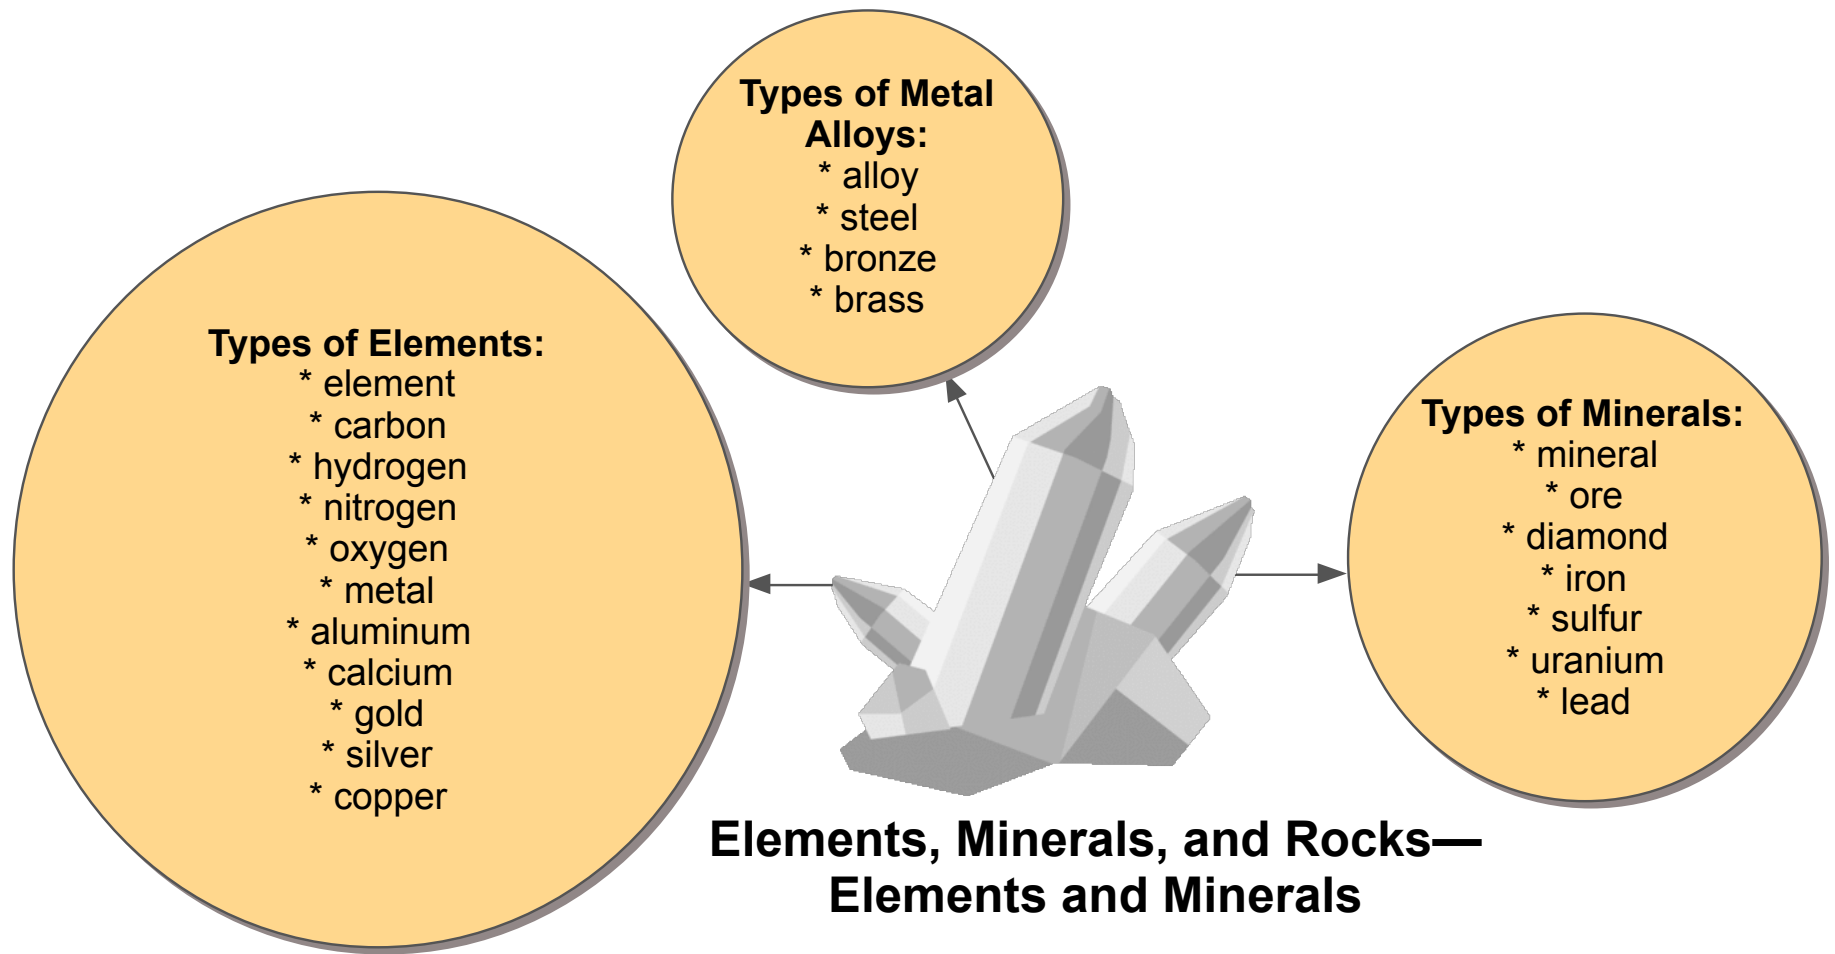 Types of Metal
Alloys:
* alloy
* steel
* bronze
* brass
Types of Elements:
* element
* carbon
* hydrogen
* nitrogen
* oxygen
* metal
* aluminum
* calcium
* gold
* silver
* copper
Types of Minerals:
* mineral
* ore
* diamond
* iron
* sulfur
* uranium
* lead
Elements, Minerals, and Rocks—
Elements and Minerals